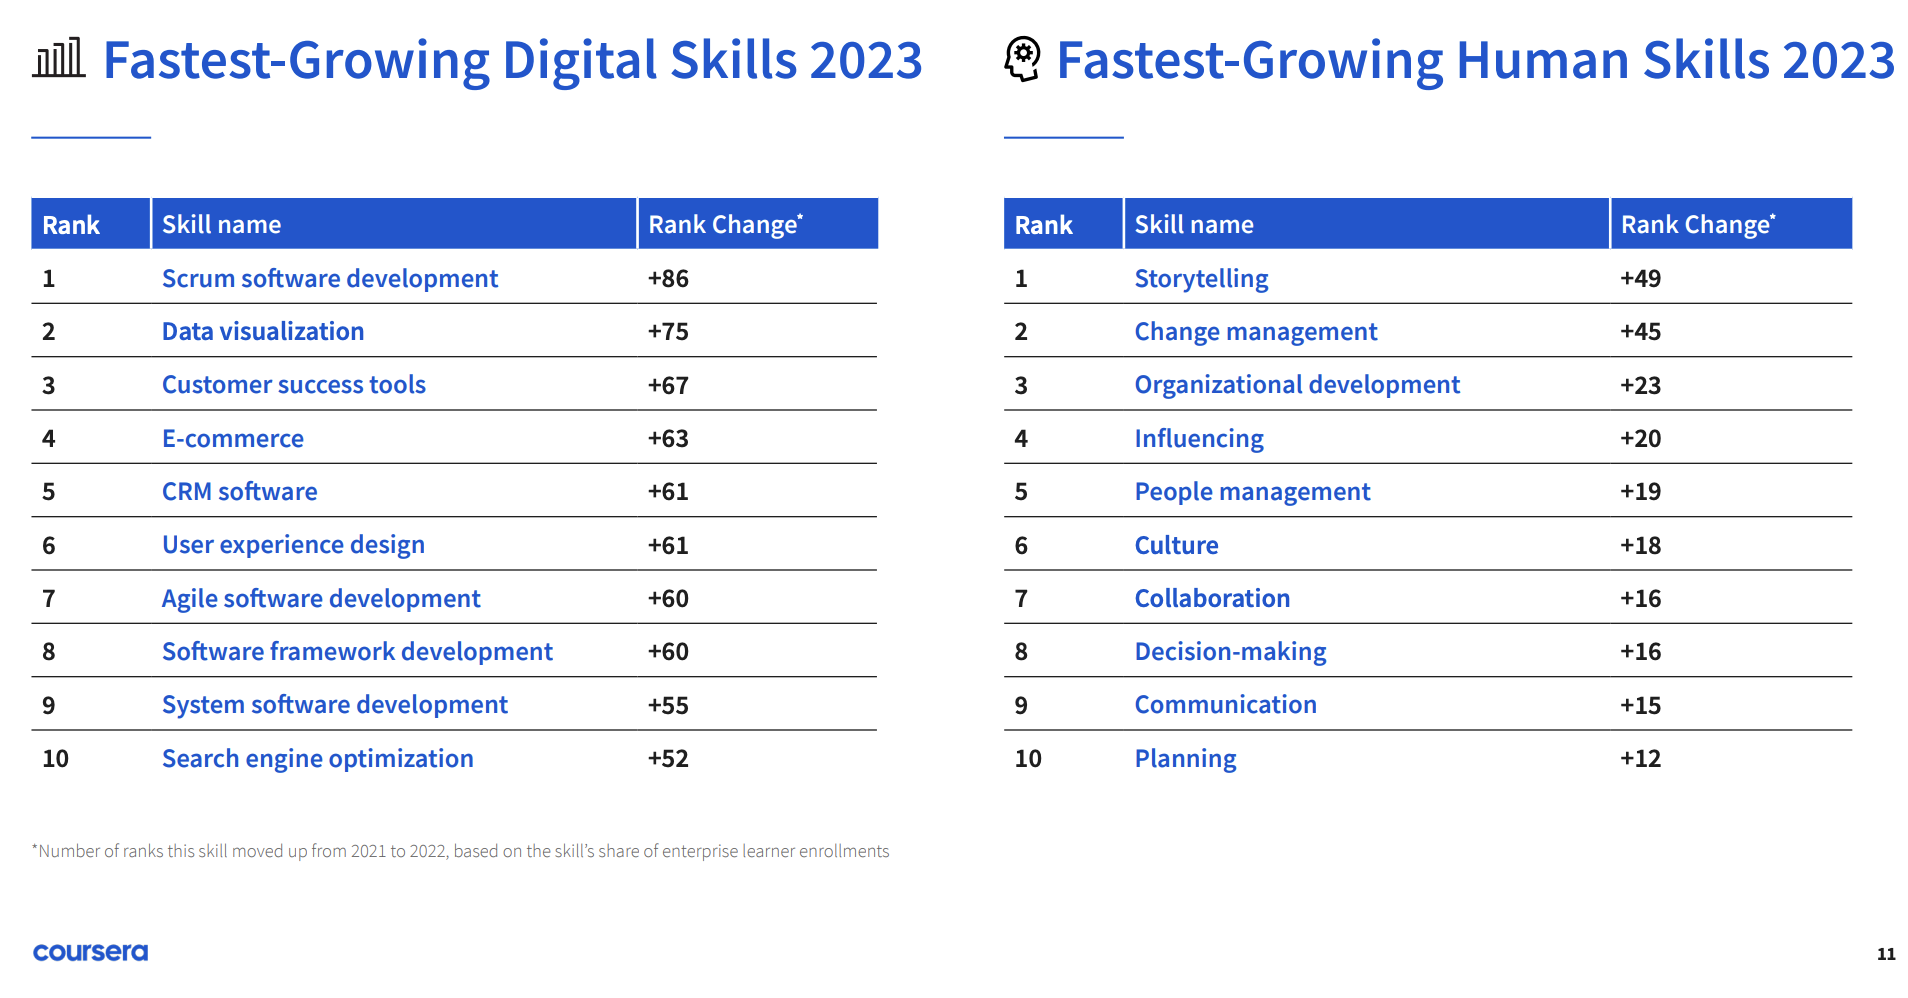 Fastest-Growing Digital Skills 2023
Rank Skill name Rank Change*
1 Scrum software development +86
2 Data visualization +75
3 Customer success tools +67
4 E-commerce +63
5 CRM software +61
6 User experience design +61
7 Agile software development +60
8 Software framework development +60
9 System software development +55
10 Search engine optimization +52
*Number of ranks this skill moved up from 2021 to 2022, based on the skill’s share of enterprise learner enrollments
Fastest-Growing Human Skills 2023
Rank Skill name Rank Change*
1 Storytelling +49
2 Change management +45
3 Organizational development +23
4 Influencing +20
5 People management +19
6 Culture +18
7 Collaboration +16
8 Decision-making +16
9 Communication +15
10 Planning +12
coursera
11